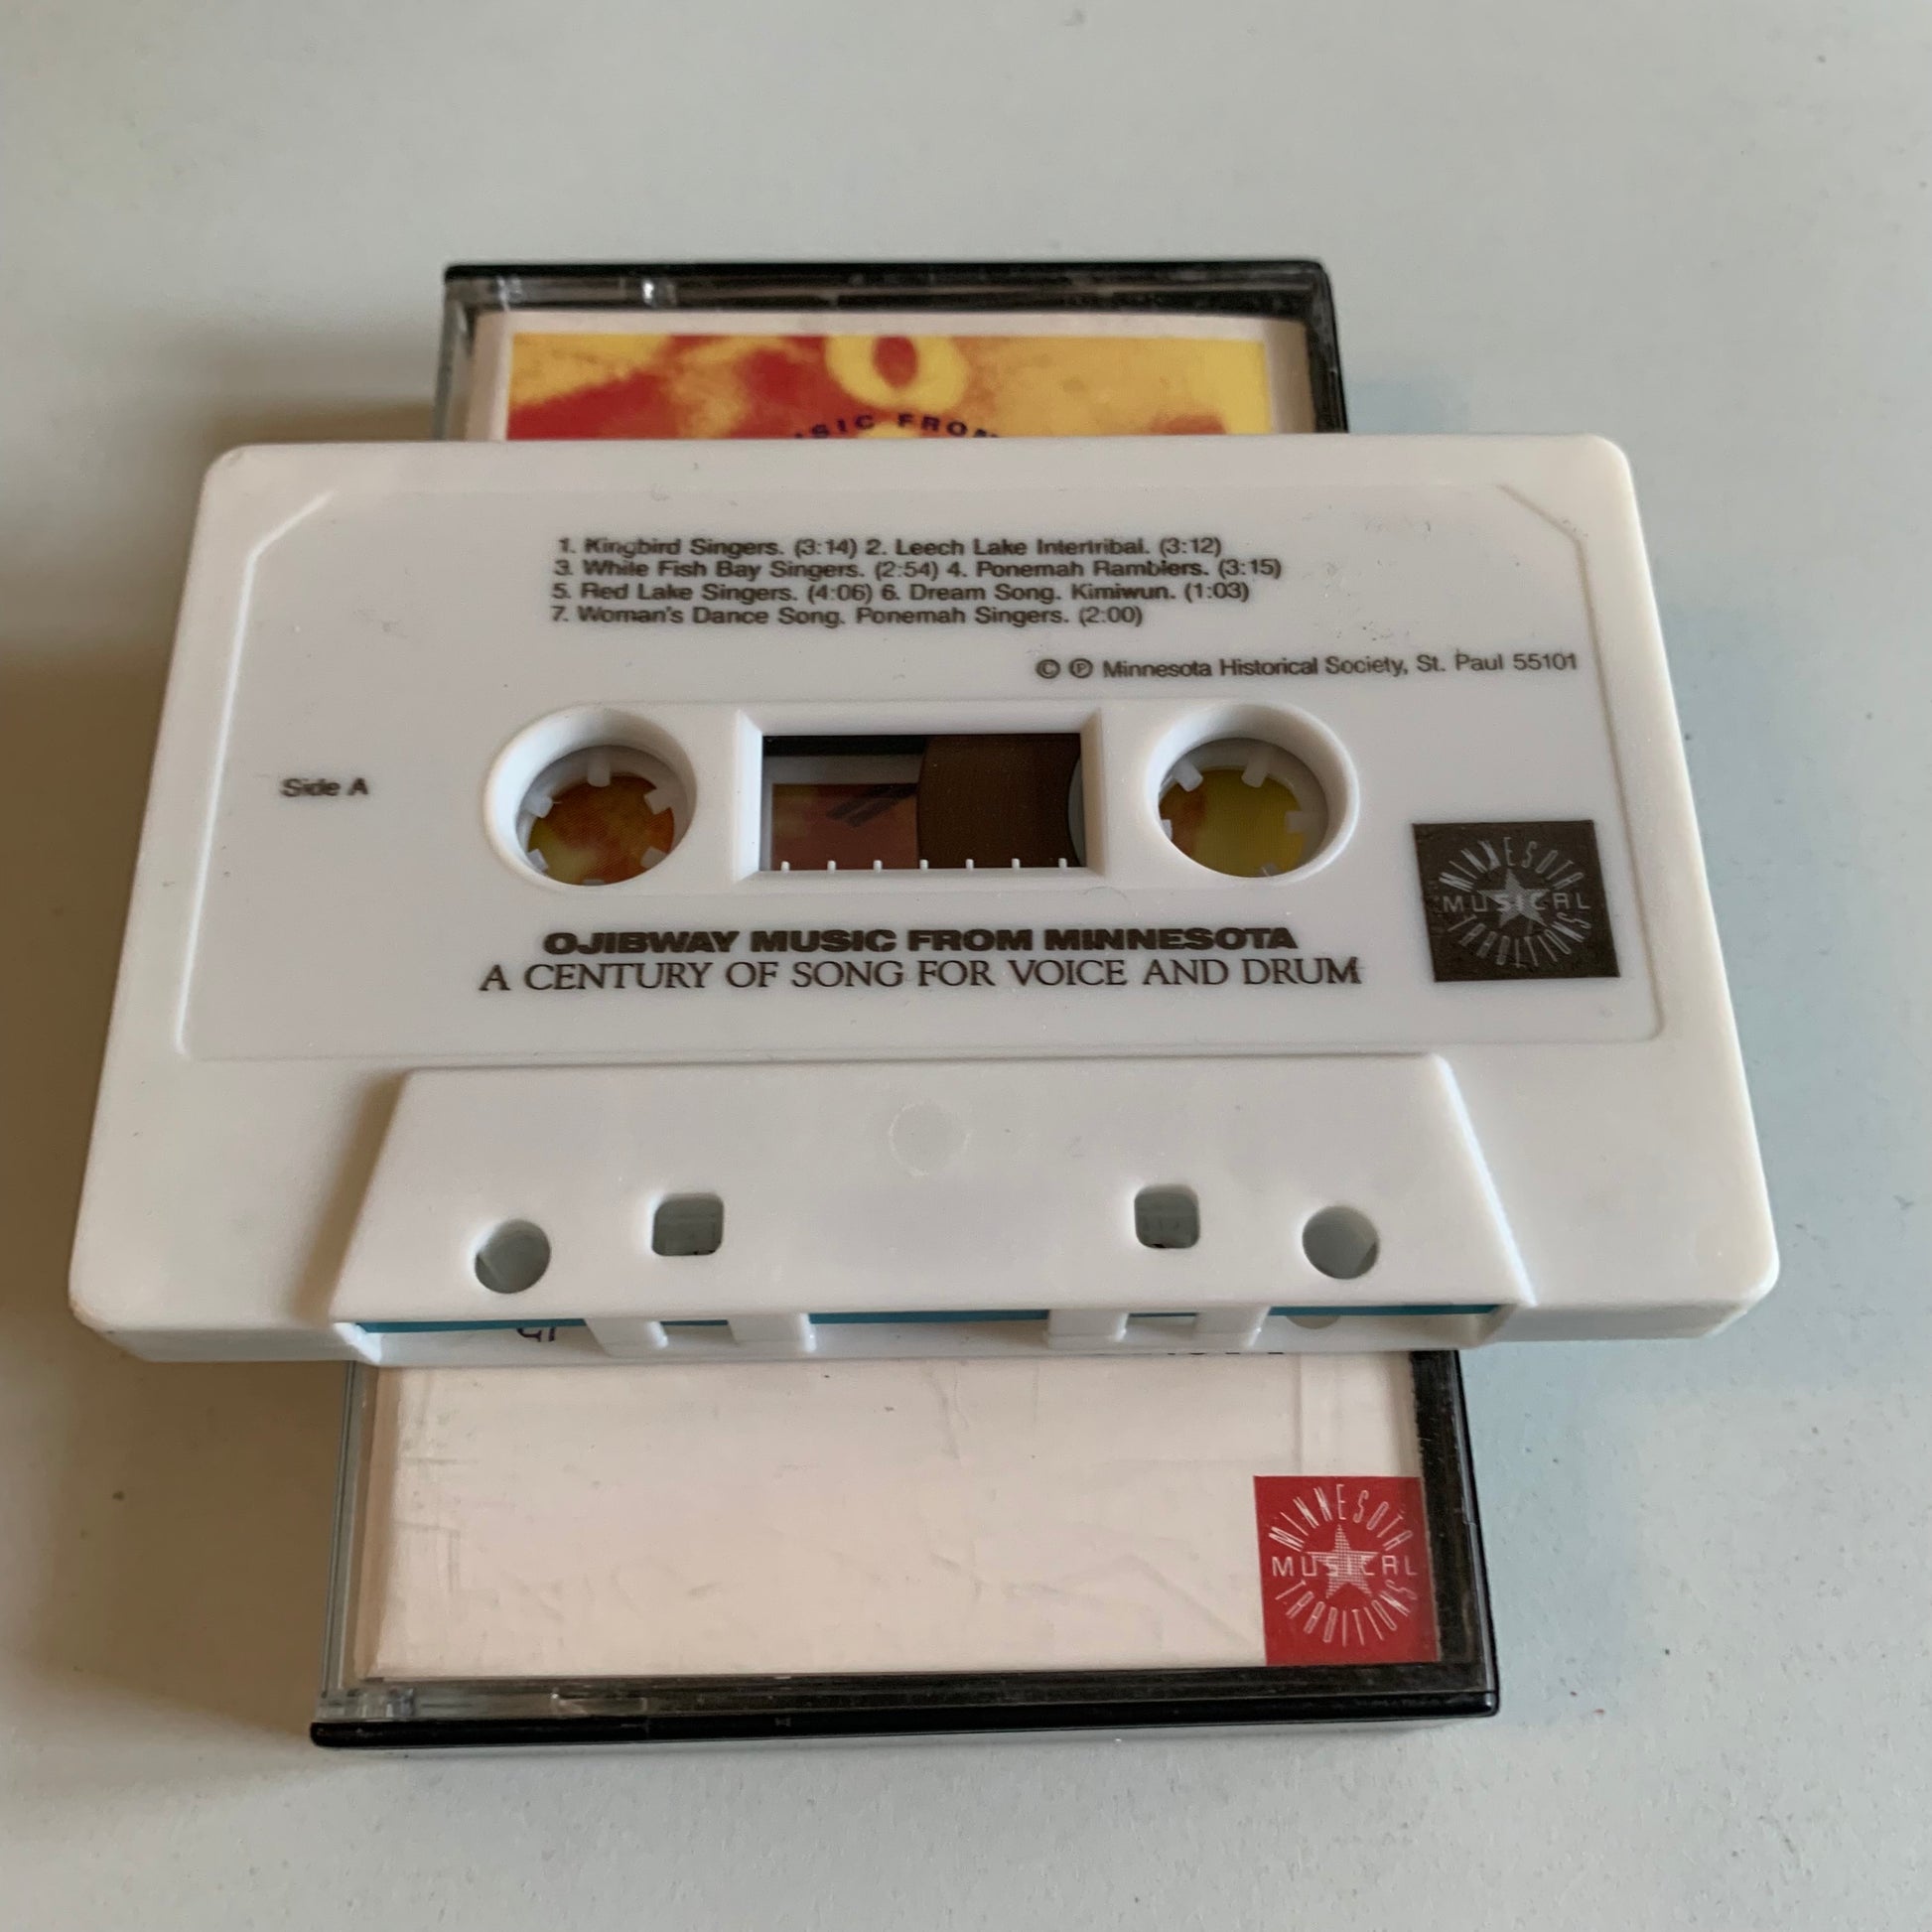 MUSIC FROM
1. Kingbird Singers. (3:14) 2. Leech Lake Intertribal. (3:12)
3. White Fish Bay Singers. (2:54) 4. Ponemah Ramblers. (3:15)
5. Red Lake Singers. (4:06) 6. Dream Song. Kimiwun. (1:03)
7. Woman's Dance Song. Ponemah Singers. (2:00)
© ℗ Minnesota Historical Society, St. Paul 55101
Side A
MINNESOTA
MUSICAL
TRADITIONS
OJIBWAY MUSIC FROM MINNESOTA
A CENTURY OF SONG FOR VOICE AND DRUM
MINNESOTA
MUSICAL
TRADITIONS